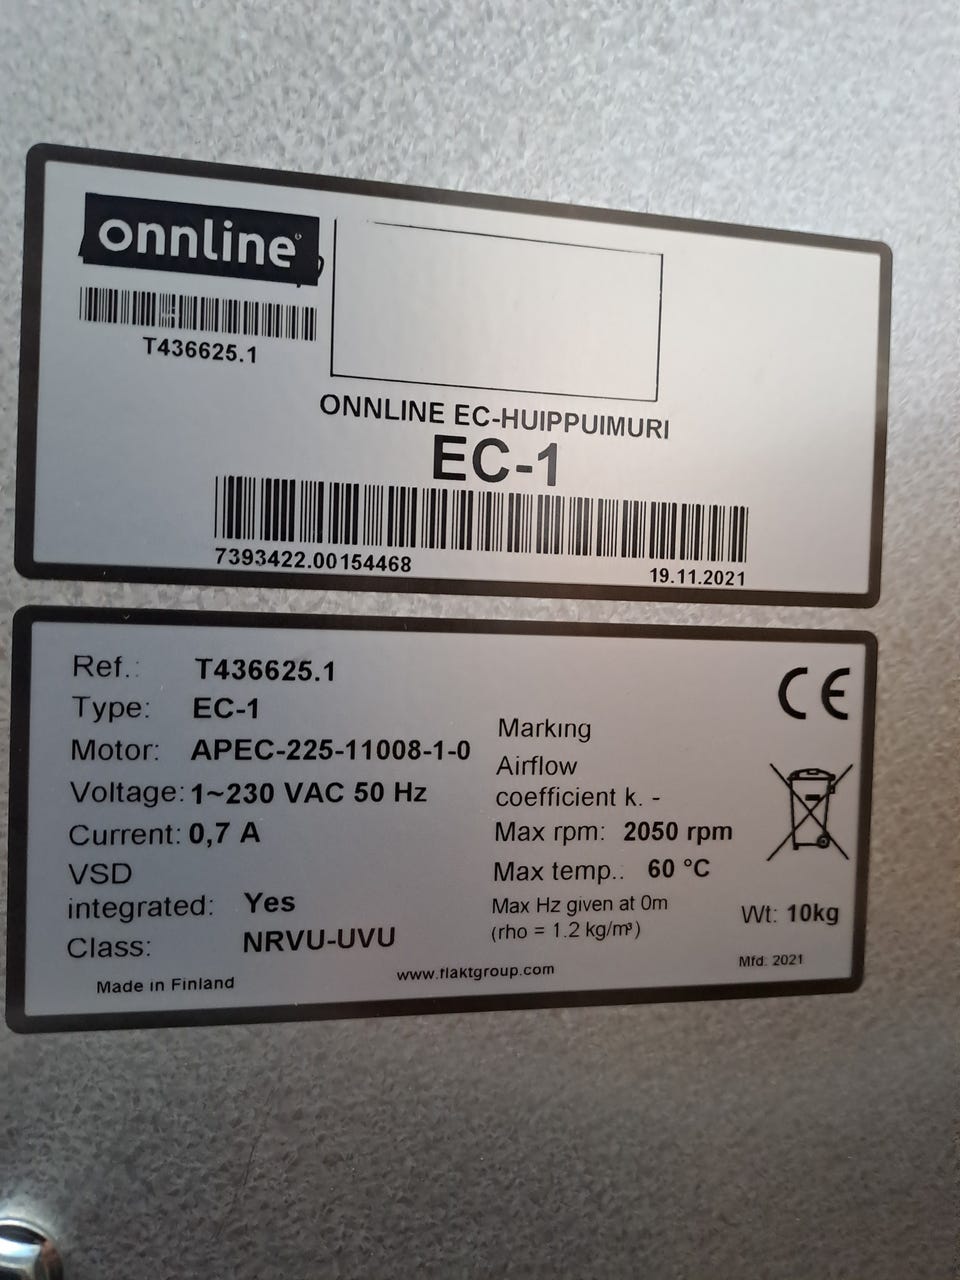 onnline
T436625.1
ONNLINE EC-HUIPPUIMURI
EC-1
7393422.00154468
19.11.2021
Ref.: T436625.1
Type: EC-1
Motor: APEC-225-11008-1-0
Voltage: 1~230 VAC 50 Hz
Current: 0,7 A
VSD
integrated: Yes
Class: NRVU-UVU
Made in Finland
Marking
Airflow
coefficient k. -
Max rpm: 2050 rpm
Max temp.: 60 °C
Max Hz given at 0m
(rho = 1.2 kg/m³)
www.flaktgroup.com
CE
Wt: 10kg
Mfd: 2021